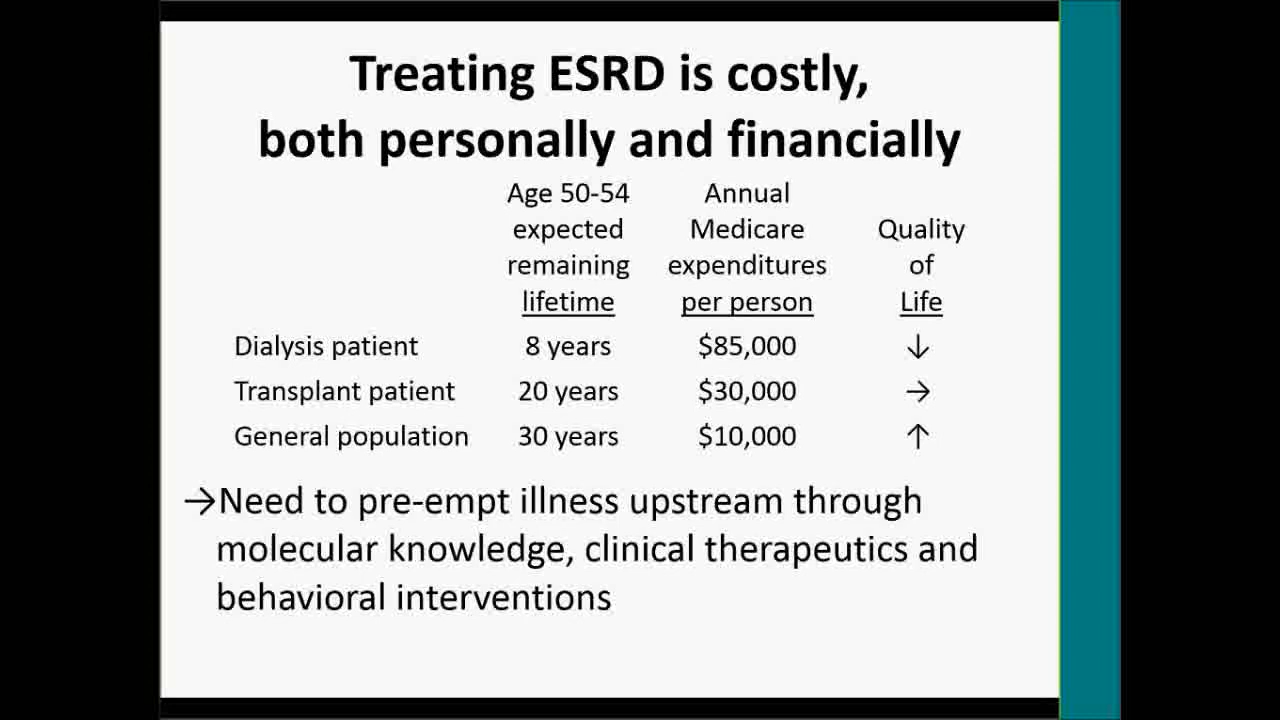 Treating ESRD is costly,
both personally and financially
Age 50-54 Annual
expected Medicare Quality
remaining expenditures of
lifetime per person Life
Dialysis patient 8 years $85,000 ↓
Transplant patient 20 years $30,000 →
General population 30 years $10,000 ↑
→Need to pre-empt illness upstream through
molecular knowledge, clinical therapeutics and
behavioral interventions